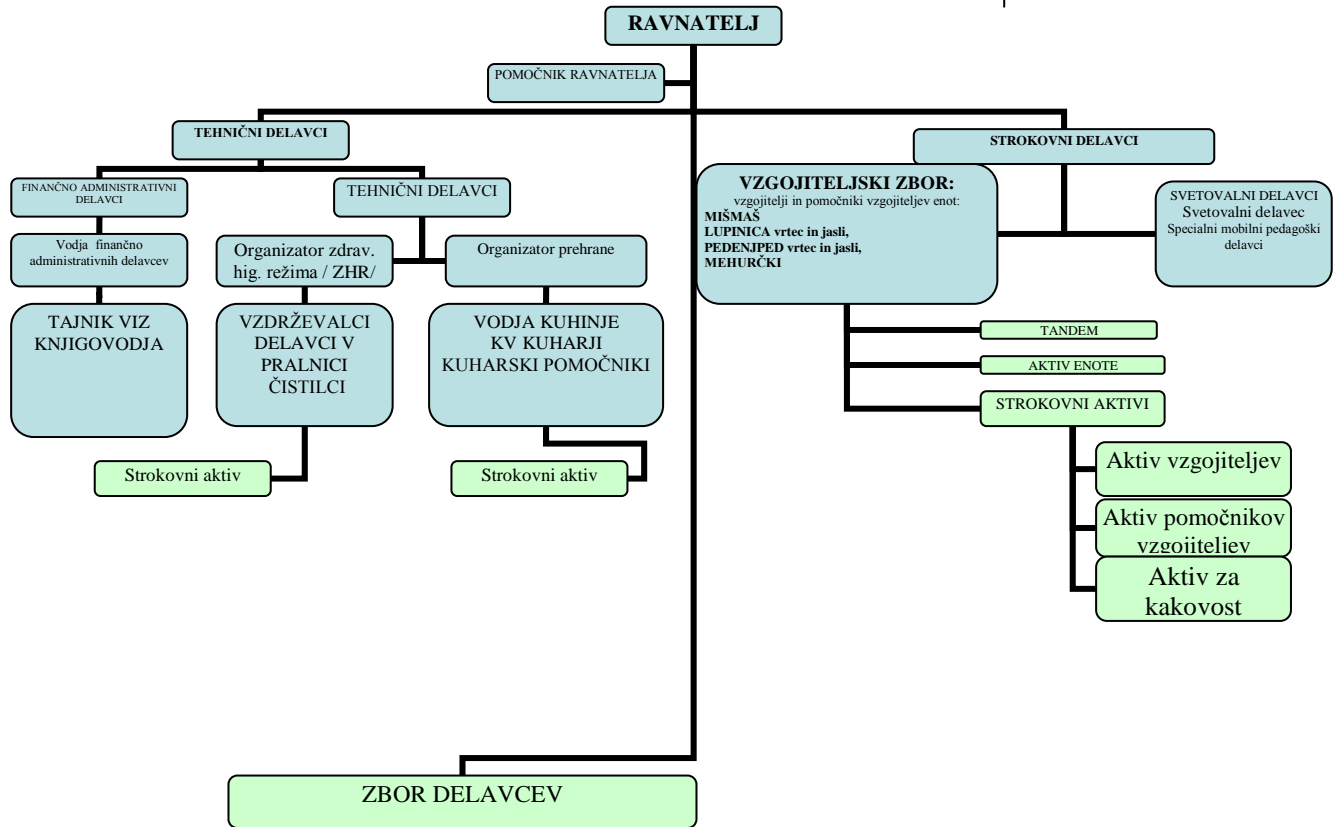 RAVNATELJ
POMOČNIK RAVNATELJA
TEHNIČNI DELAVCI
STROKOVNI DELAVCI
FINANČNO ADMINISTRATIVNI
DELAVCI
TEHNIČNI DELAVCI
VZGOJITELJSKI ZBOR:
vzgojitelji in pomočniki vzgojiteljev enot:
MIŠMAŠ
LUPINICA vrtec in jasli,
PEDENJPED vrtec in jasli,
MEHURČKI
SVETOVALNI DELAVCI
Svetovalni delavec
Specialni mobilni pedagoški
delavci
Vodja finančno
administrativnih delavcev
Organizator zdrav.
hig. režima / ZHR/
Organizator prehrane
TAJNIK VIZ
KNJIGOVODJA
VZDRŽEVALCI
DELAVCI V
PRALNICI
ČISTILCI
VODJA KUHINJE
KV KUHARJI
KUHARSKI POMOČNIKI
TANDEM
AKTIV ENOTE
STROKOVNI AKTIVI
Strokovni aktiv
Strokovni aktiv
Aktiv vzgojiteljev
Aktiv pomočnikov
vzgojiteljev
Aktiv za
kakovost
ZBOR DELAVCEV